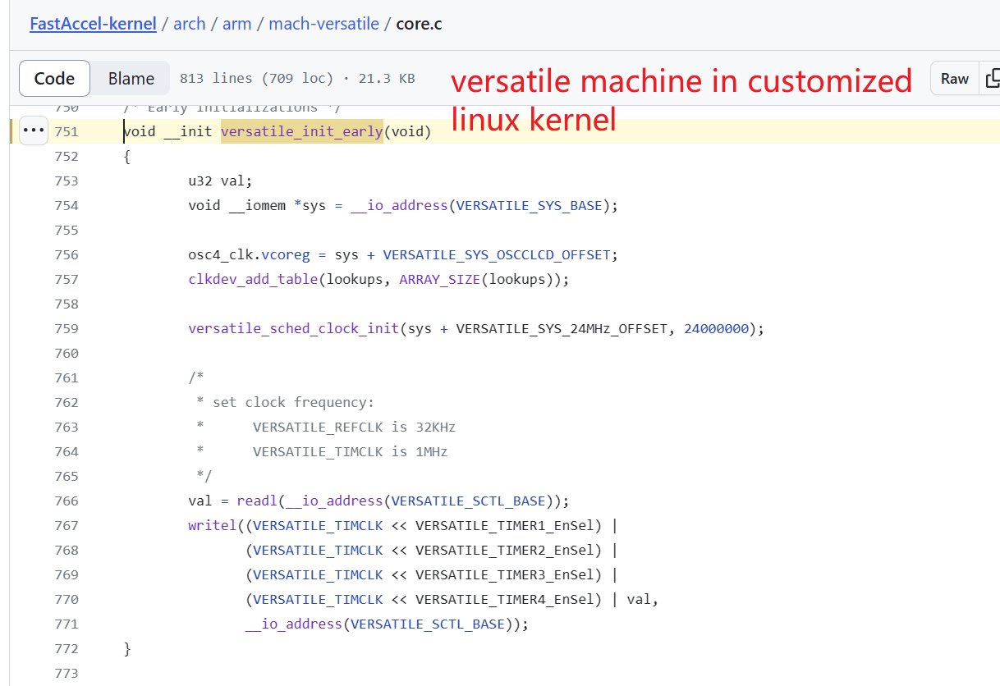 FastAccel-kernel / arch / arm / mach-versatile / core.c
Code Blame 813 lines (709 loc) · 21.3 KB
versatile machine in customized
linux kernel
Raw
750 /* Early initializations */
751 void __init versatile_init_early(void)
752 {
753 u32 val;
754 void __iomem *sys = __io_address(VERSATILE_SYS_BASE);
755
756 osc4_clk.vcoreg = sys + VERSATILE_SYS_OSCCLCD_OFFSET;
757 clkdev_add_table(lookups, ARRAY_SIZE(lookups));
758
759 versatile_sched_clock_init(sys + VERSATILE_SYS_24MHz_OFFSET, 24000000);
760
761 /*
762 * set clock frequency:
763 * VERSATILE_REFCLK is 32KHz
764 * VERSATILE_TIMCLK is 1MHz
765 */
766 val = readl(__io_address(VERSATILE_SCTL_BASE));
767 writel((VERSATILE_TIMCLK << VERSATILE_TIMER1_EnSel) |
768 (VERSATILE_TIMCLK << VERSATILE_TIMER2_EnSel) |
769 (VERSATILE_TIMCLK << VERSATILE_TIMER3_EnSel) |
770 (VERSATILE_TIMCLK << VERSATILE_TIMER4_EnSel) | val,
771 __io_address(VERSATILE_SCTL_BASE));
772 }
773